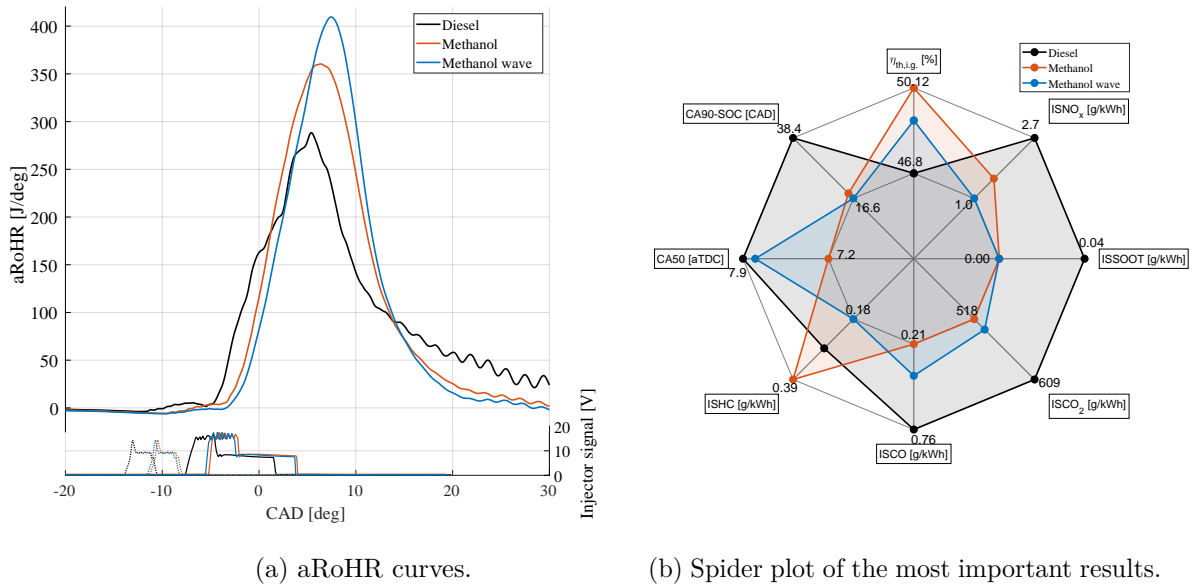 400
350
300
250
200
150
100
50
0
aRoHR [J/deg]
Diesel
Methanol
Methanol wave
20
10
0
Injector signal [V]
-20
-10
0
10
20
30
CAD [deg]
(a) aRoHR curves.
Diesel
Methanol
Methanol wave
η_{th,i.g.} [%]
50.12
ISNO_x [g/kWh]
2.7
CA90-SOC [CAD]
38.4
46.8
16.6
1.0
0.04
ISSOOT [g/kWh]
CA50 [aTDC]
7.9
7.2
0.00
0.18
518
0.21
0.39
ISHC [g/kWh]
609
ISCO_2 [g/kWh]
0.76
ISCO [g/kWh]
(b) Spider plot of the most important results.